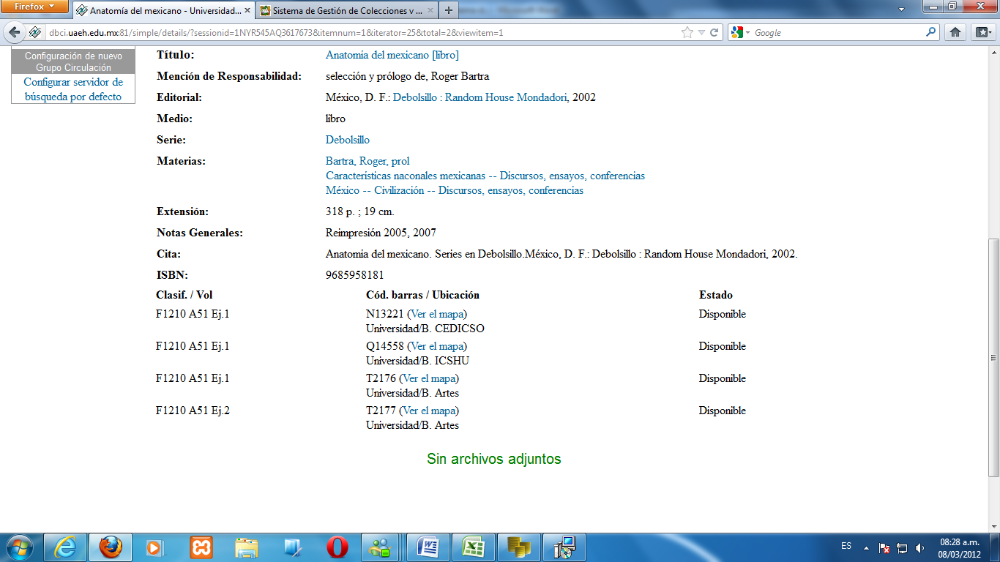 Firefox
Anatomía del mexicano - Universidad...
Sistema de Gestión de Colecciones y ...
dbci.uaeh.edu.mx:81/simple/details/?sessionid=1NYR545AQ3617673&itemnum=1&iterator=25&total=2&viewitem=1
Google
Configuración de nuevo
Grupo Circulación
Configurar servidor de
búsqueda por defecto
Título: Anatomía del mexicano [libro]
Mención de Responsabilidad: selección y prólogo de, Roger Bartra
Editorial: México, D. F.: Debolsillo : Random House Mondadori, 2002
Medio: libro
Serie: Debolsillo
Materias: Bartra, Roger, prol
Características naconales mexicanas -- Discursos, ensayos, conferencias
México -- Civilización -- Discursos, ensayos, conferencias
Extensión: 318 p. ; 19 cm.
Notas Generales: Reimpresión 2005, 2007
Cita: Anatomía del mexicano. Series en Debolsillo.México, D. F.: Debolsillo : Random House Mondadori, 2002.
ISBN: 9685958181
Clasif. / Vol Cód. barras / Ubicación Estado
F1210 A51 Ej.1 N13221 (Ver el mapa) Disponible
Universidad/B. CEDICSO
F1210 A51 Ej.1 Q14558 (Ver el mapa) Disponible
Universidad/B. ICSHU
F1210 A51 Ej.1 T2176 (Ver el mapa) Disponible
Universidad/B. Artes
F1210 A51 Ej.2 T2177 (Ver el mapa) Disponible
Universidad/B. Artes
Sin archivos adjuntos
ES
08:28 a.m.
08/03/2012